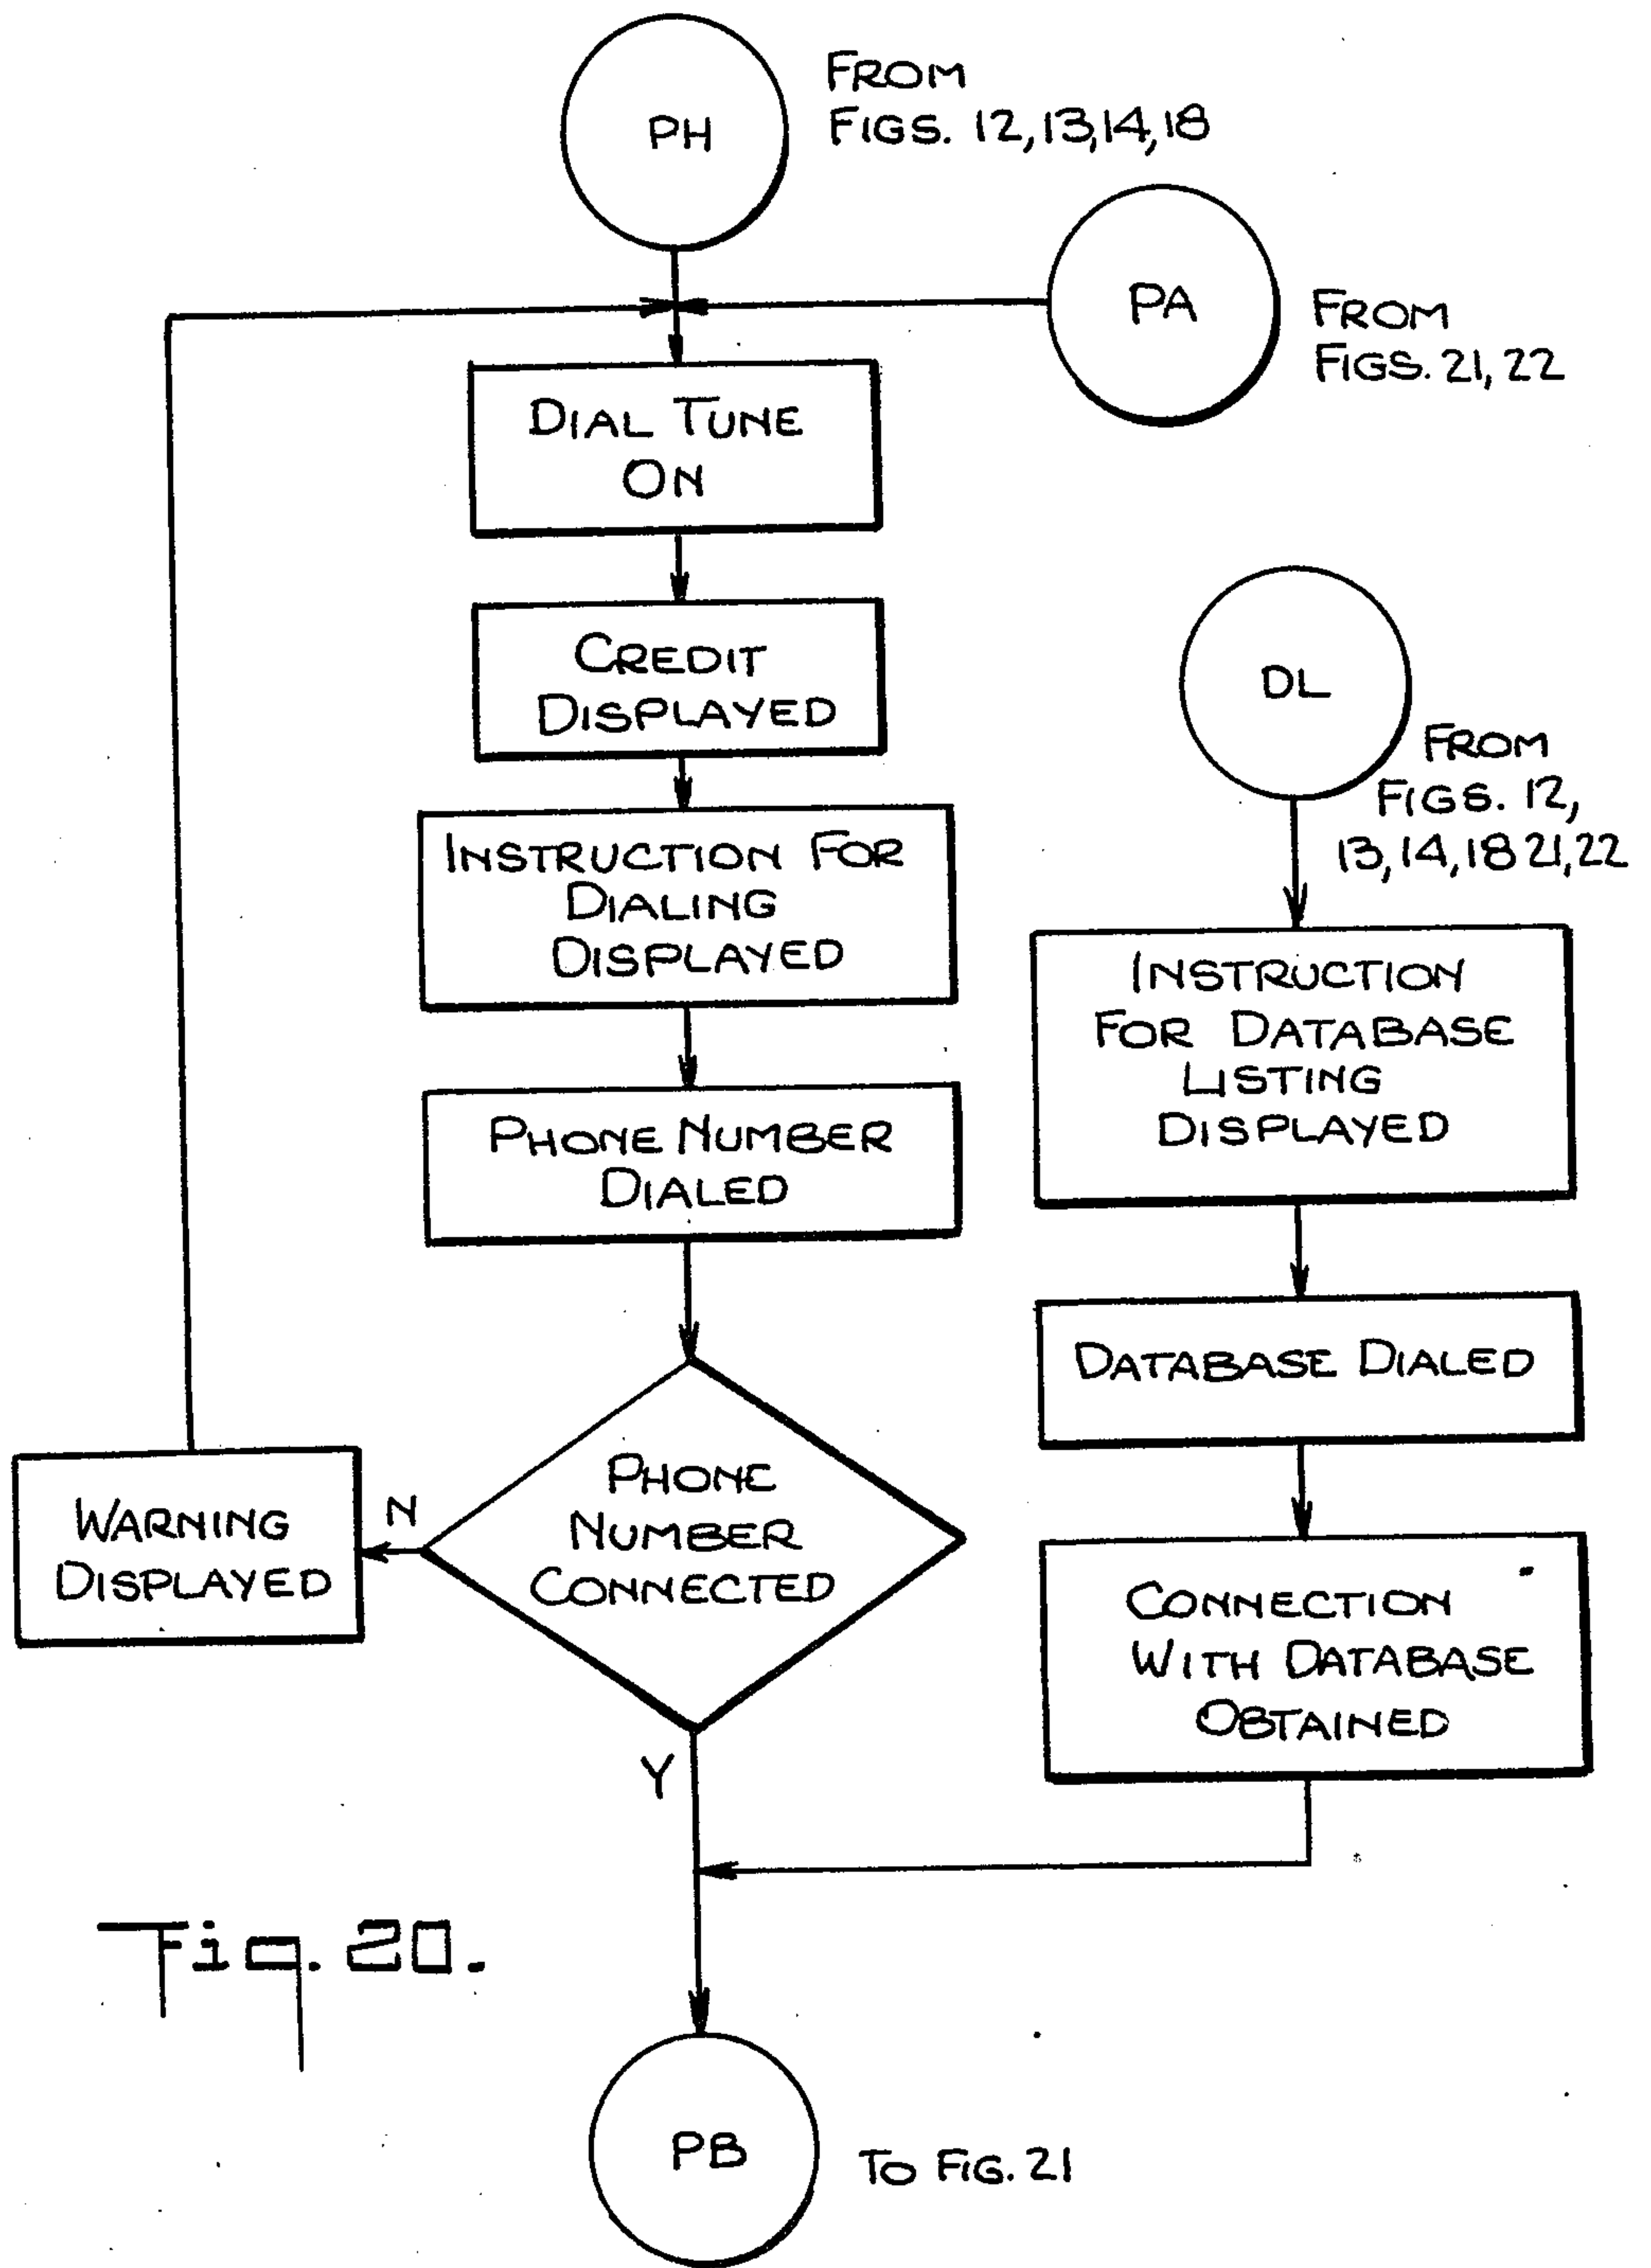 PH
FROM
FIGS. 12,13,14,18
PA
FROM
FIGS. 21,22
DIAL TUNE
ON
CREDIT
DISPLAYED
DL
FROM
FIGS. 12,
13,14,18 21,22
INSTRUCTION FOR
DIALING
DISPLAYED
INSTRUCTION
FOR DATABASE
LISTING
DISPLAYED
PHONE NUMBER
DIALED
DATABASE DIALED
PHONE
NUMBER
CONNECTED
N
WARNING
DISPLAYED
CONNECTION
WITH DATABASE
OBTAINED
Y
Fig. 20.
PB
TO FIG. 21